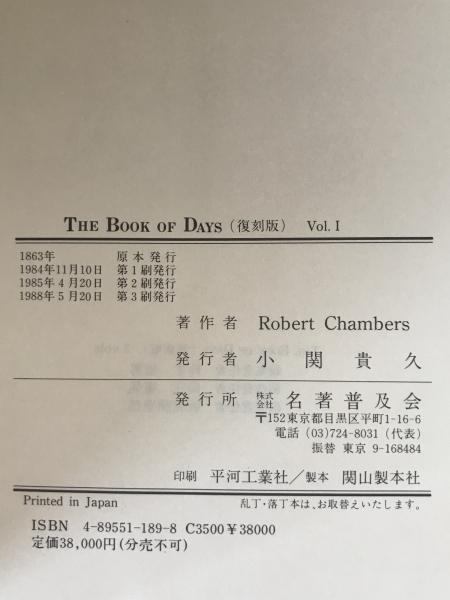 THE BOOK OF DAYS（復刻版） Vol. I
1863年 原本発行
1984年11月10日 第1刷発行
1985年 4月20日 第2刷発行
1988年 5月20日 第3刷発行
著作者 Robert Chambers
発行者 小関貴久
発行所 株式会社 名著普及会
〒152東京都目黒区平町1-16-6
電話 (03)724-8031 (代表)
振替 東京 9-168484
印刷 平河工業社／製本 関山製本社
Printed in Japan 乱丁・落丁本は、お取替えいたします。
ISBN 4-89551-189-8 C3500￥38000
定価38,000円(分売不可)